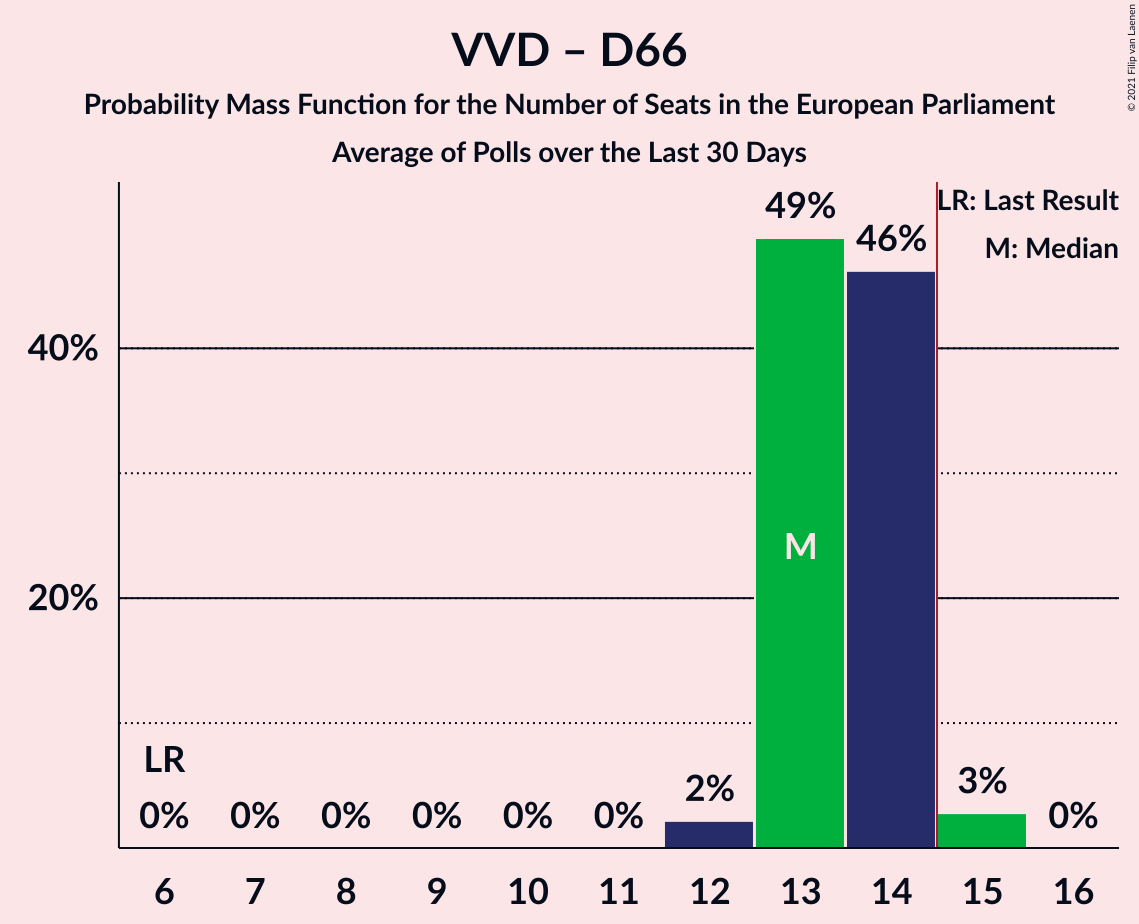 VVD – D66
Probability Mass Function for the Number of Seats in the European Parliament
Average of Polls over the Last 30 Days
© 2021 Filip van Laenen
LR: Last Result
M: Median
49%
46%
40%
M
20%
LR
0% 0% 0% 0% 0% 0% 2% 3% 0%
6 7 8 9 10 11 12 13 14 15 16